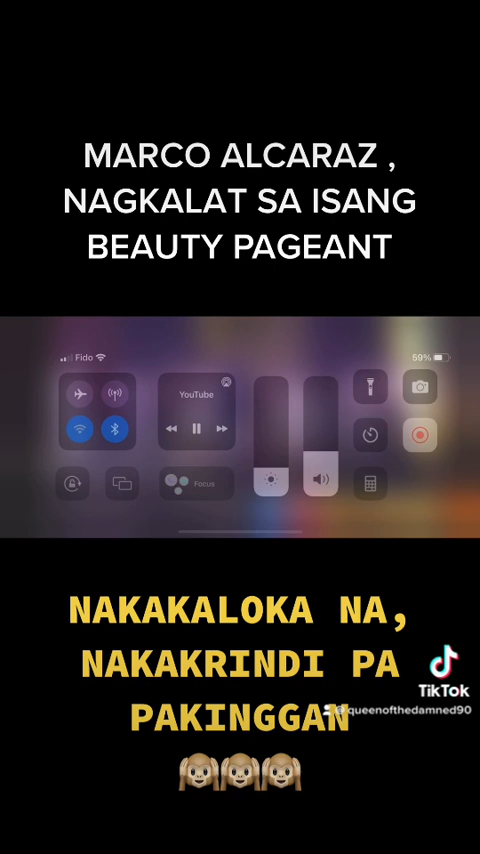 MARCO ALCARAZ ,
NAGKALAT SA ISANG
BEAUTY PAGEANT
Fido
59%
YouTube
Focus
NAKAKALOKA NA,
NAKAKRINDI PA
PAKINGGAN
TikTok
@queenofthedamned90